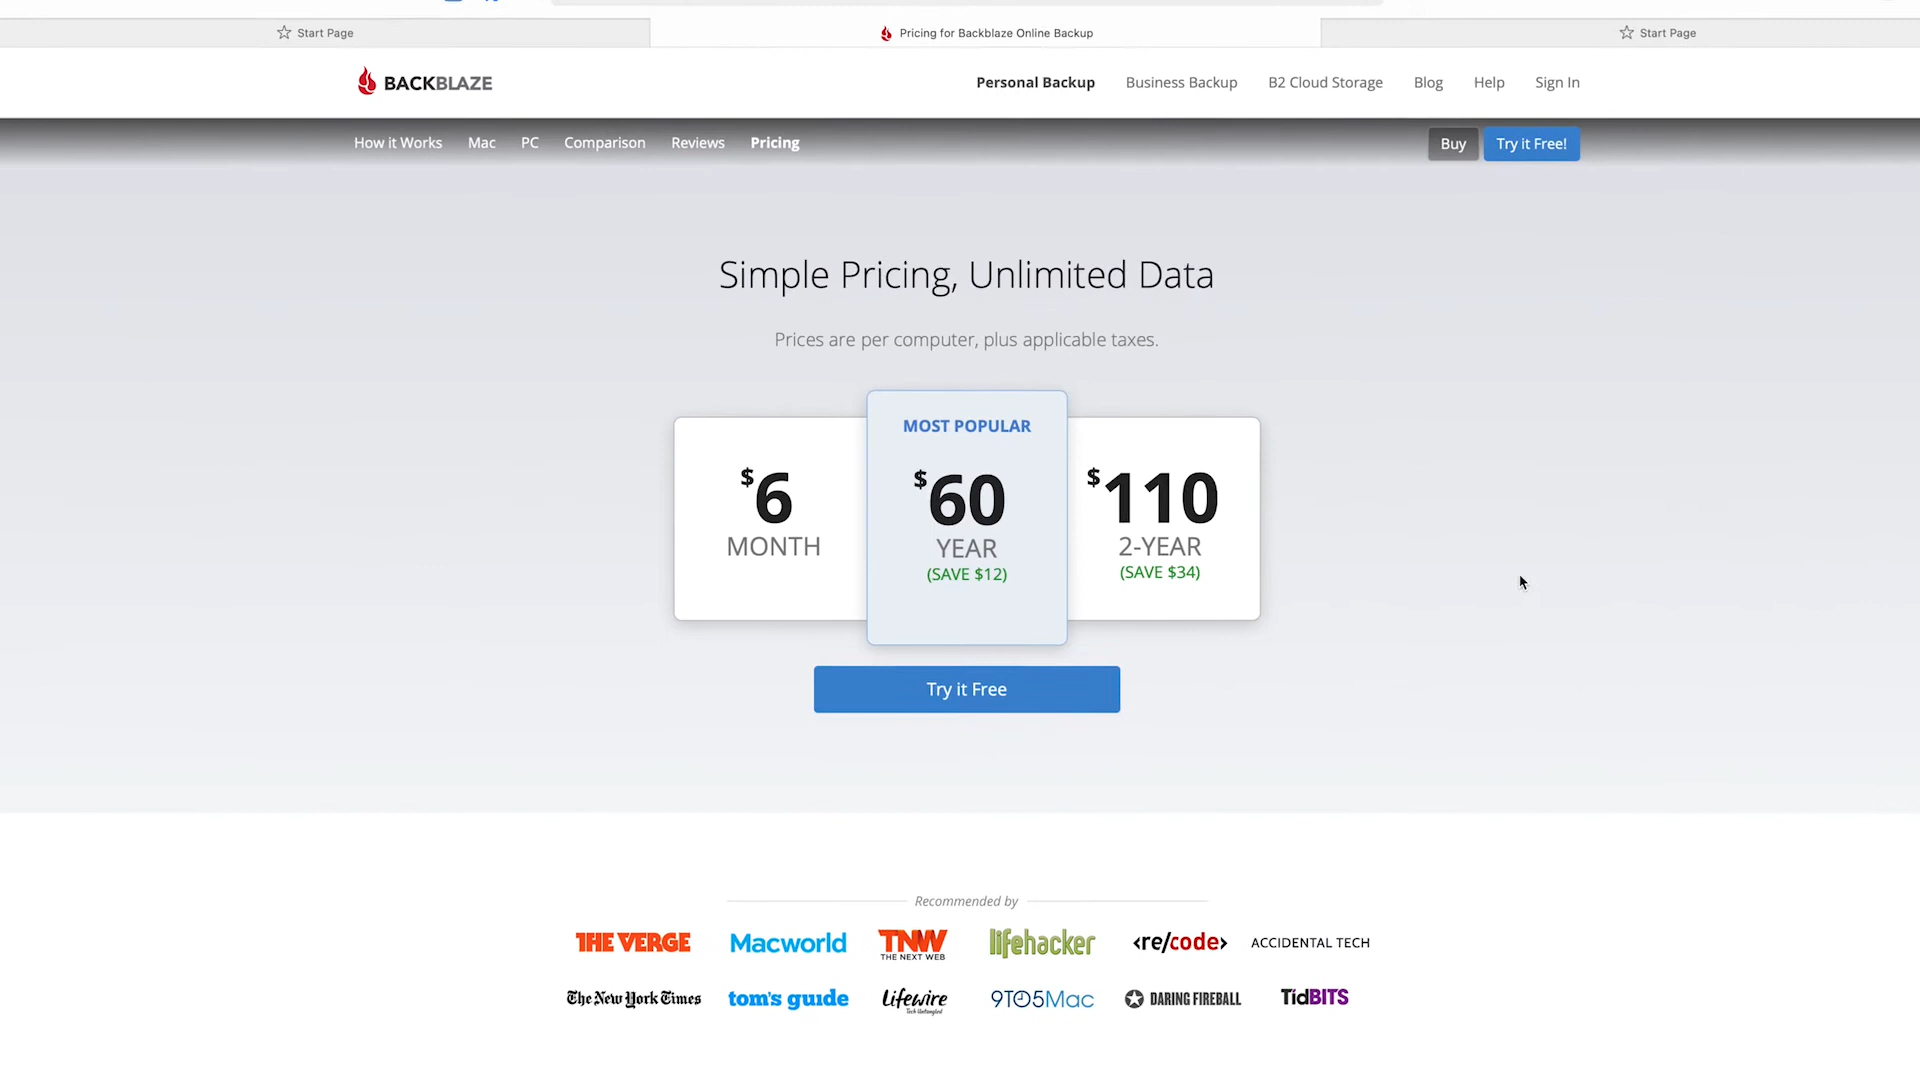 Start Page
Pricing for Backblaze Online Backup
Start Page
BACKBLAZE
Personal Backup Business Backup B2 Cloud Storage Blog Help Sign In
How it Works Mac PC Comparison Reviews Pricing
Buy Try it Free!
Simple Pricing, Unlimited Data
Prices are per computer, plus applicable taxes.
$6
MONTH
MOST POPULAR
$60
YEAR
(SAVE $12)
$110
2-YEAR
(SAVE $34)
Try it Free
Recommended by
THE VERGE
Macworld
TNW
THE NEXT WEB
lifehacker
<re/code>
ACCIDENTAL TECH
The New York Times
tom's guide
Lifewire
Tech Untangled
9TO5Mac
DARING FIREBALL
TidBITS